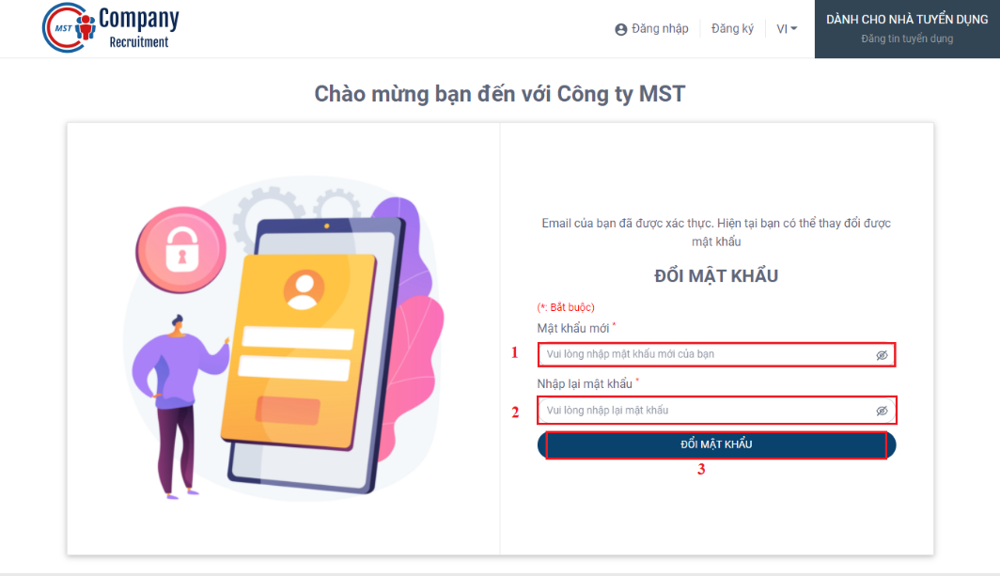 MST Company
Recruitment
Đăng nhập
Đăng ký
VI
DÀNH CHO NHÀ TUYỂN DỤNG
Đăng tin tuyển dụng
Chào mừng bạn đến với Công ty MST
Email của bạn đã được xác thực. Hiện tại bạn có thể thay đổi được
mật khẩu
ĐỔI MẬT KHẨU
(*: Bắt buộc)
Mật khẩu mới *
1
Vui lòng nhập mật khẩu mới của bạn
Nhập lại mật khẩu *
2
Vui lòng nhập lại mật khẩu
ĐỔI MẬT KHẨU
3